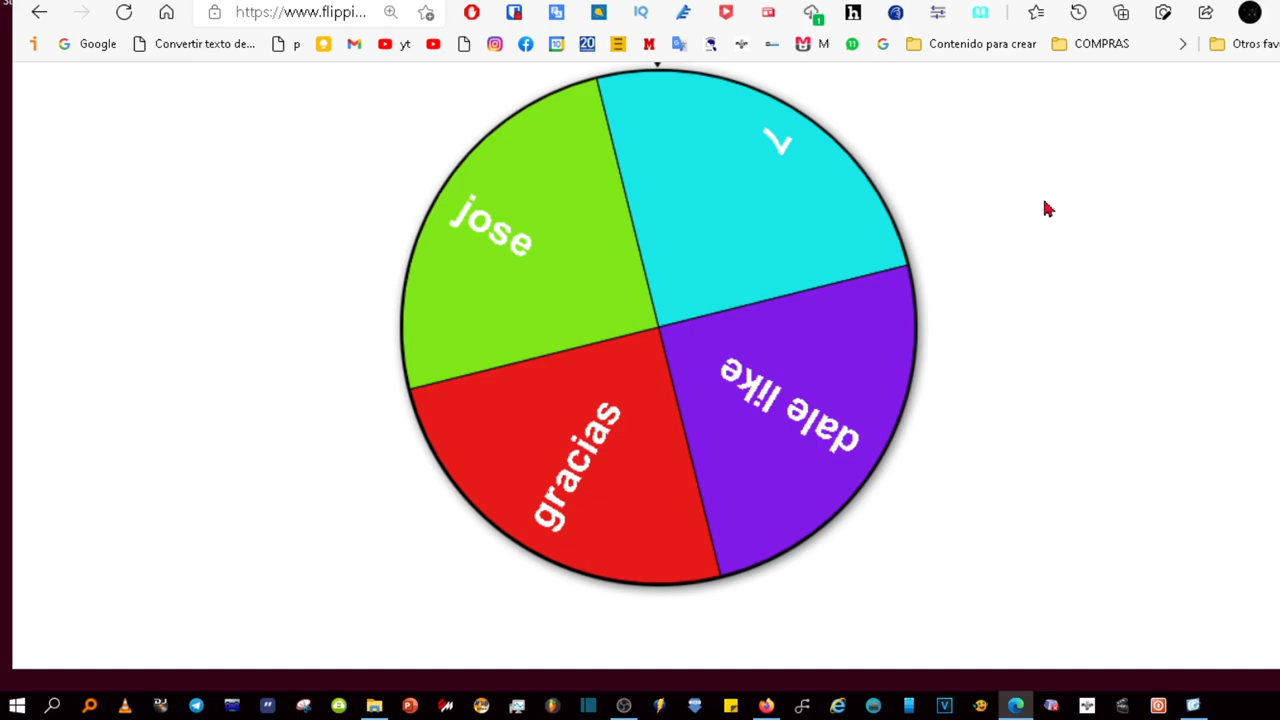 https://www.flippi...
Google
Convertir texto de...
p
yt
M
Contenido para crear
COMPRAS
Otros fav
jose
y
dale like
gracias